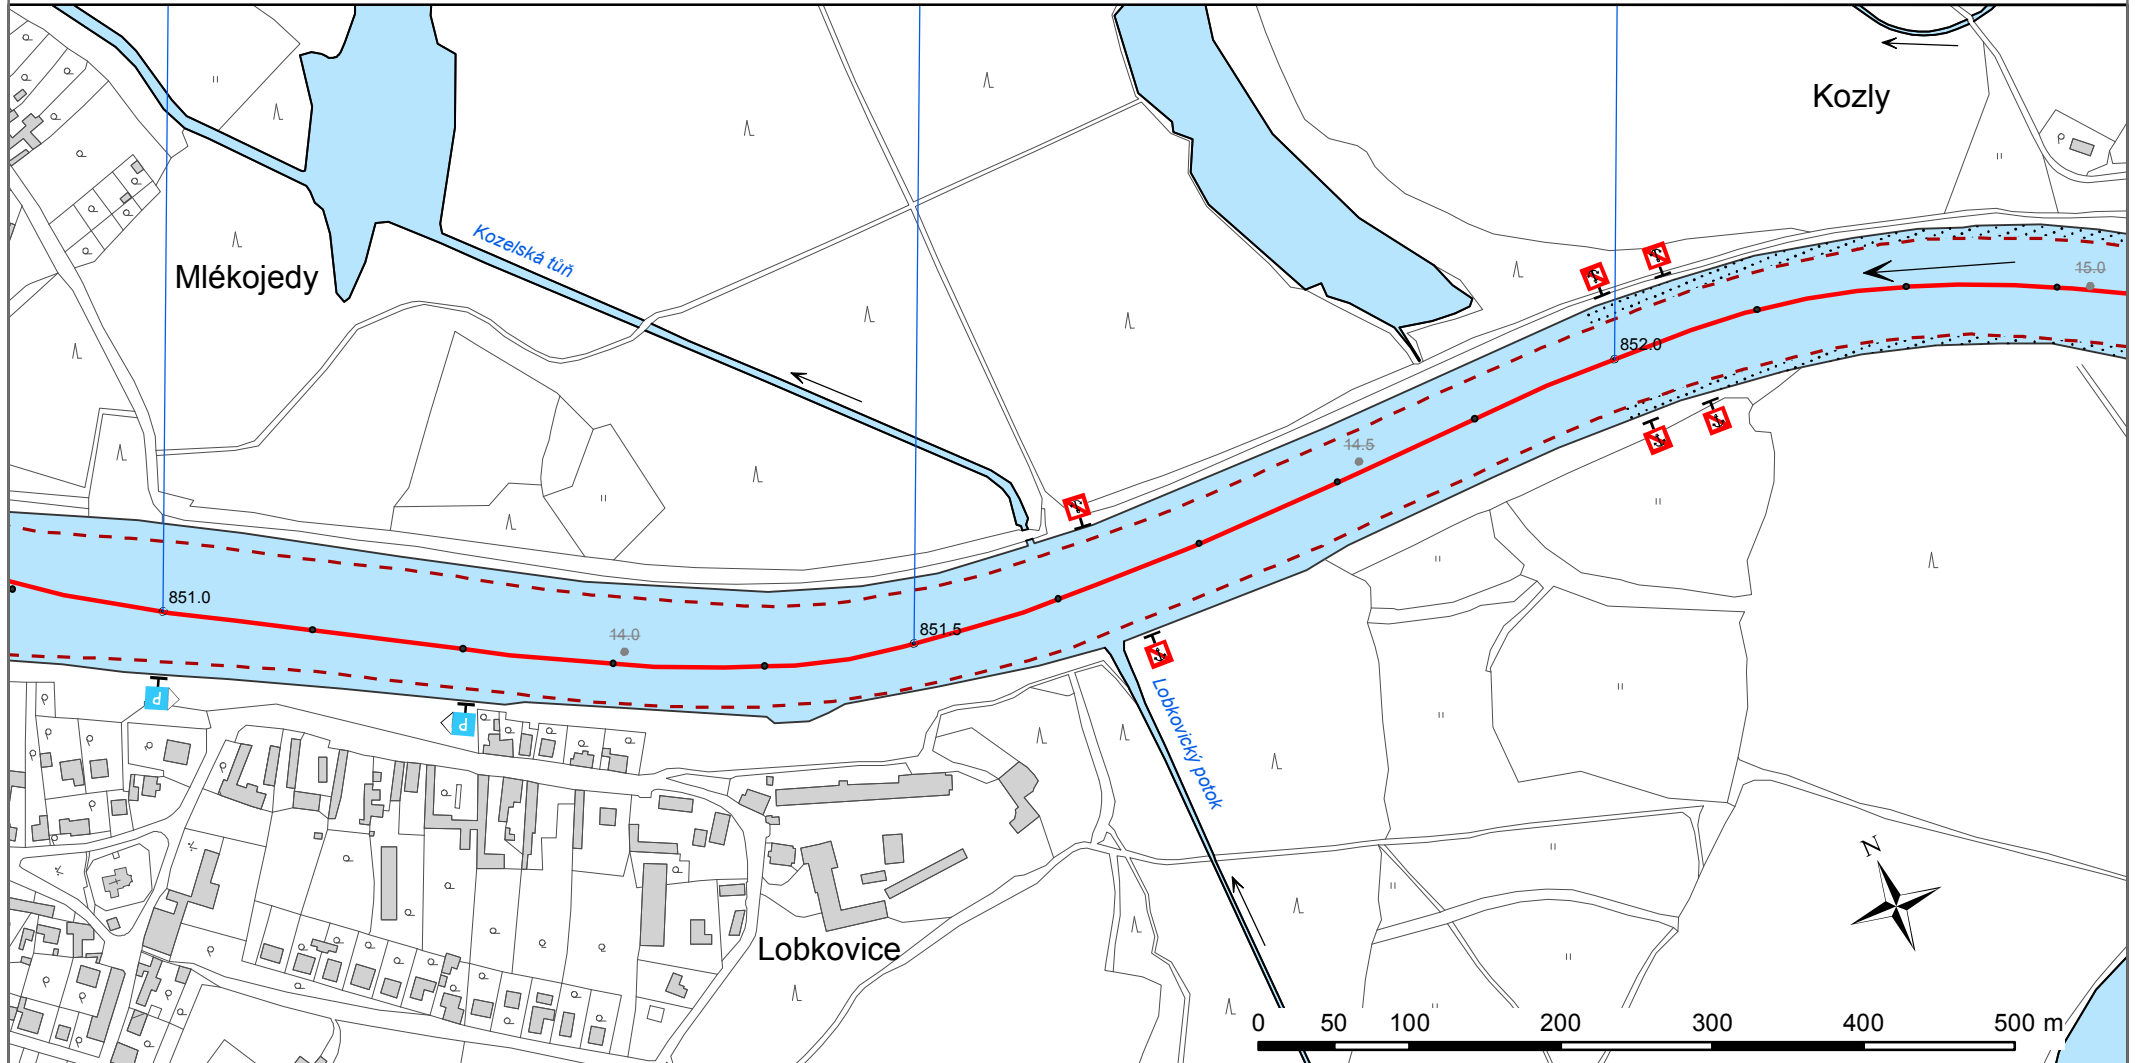 Kozly
Kozelská tůň
Mlékojedy
15.0
852.0
14.5
851.0
14.0
851.5
P
P
Lobkovický potok
N
Lobkovice
0 50 100 200 300 400 500 m